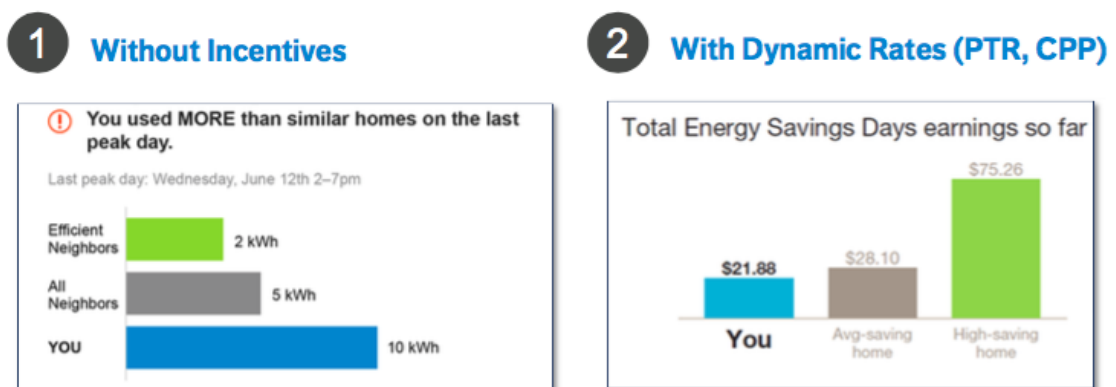 1 Without Incentives
You used MORE than similar homes on the last
peak day.
Last peak day: Wednesday, June 12th 2–7pm
Efficient
Neighbors
2 kWh
All
Neighbors
5 kWh
YOU
10 kWh
2 With Dynamic Rates (PTR, CPP)
Total Energy Savings Days earnings so far
$21.88
$28.10
$75.26
You
Avg-saving
home
High-saving
home